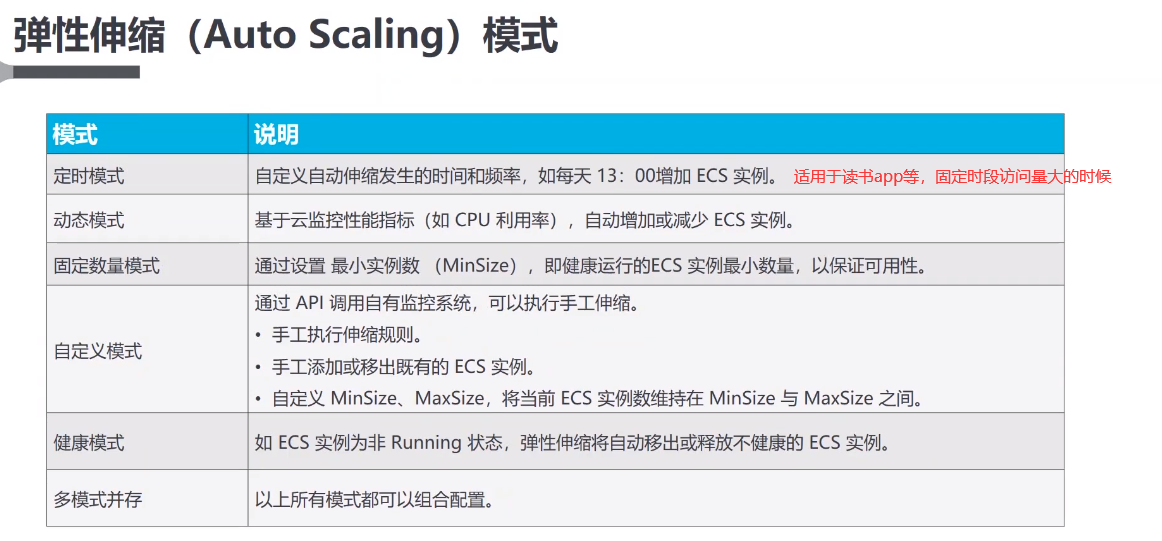 弹性伸缩（Auto Scaling）模式
模式 说明
定时模式 自定义自动伸缩发生的时间和频率，如每天 13：00增加 ECS 实例。 适用于读书app等，固定时段访问量大的时候
动态模式 基于云监控性能指标（如 CPU 利用率），自动增加或减少 ECS 实例。
固定数量模式 通过设置 最小实例数 （MinSize），即健康运行的ECS 实例最小数量，以保证可用性。
自定义模式 通过 API 调用自有监控系统，可以执行手工伸缩。
• 手工执行伸缩规则。
• 手工添加或移出既有的 ECS 实例。
• 自定义 MinSize、MaxSize，将当前 ECS 实例数维持在 MinSize 与 MaxSize 之间。
健康模式 如 ECS 实例为非 Running 状态，弹性伸缩将自动移出或释放不健康的 ECS 实例。
多模式并存 以上所有模式都可以组合配置。